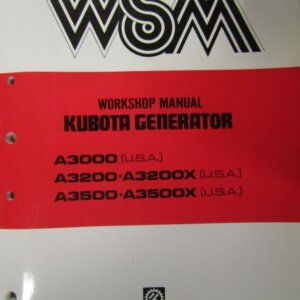 WSM
WORKSHOP MANUAL
KUBOTA GENERATOR
A3000 [U.S.A.]
A3200·A3200X [U.S.A.]
A3500·A3500X [U.S.A.]